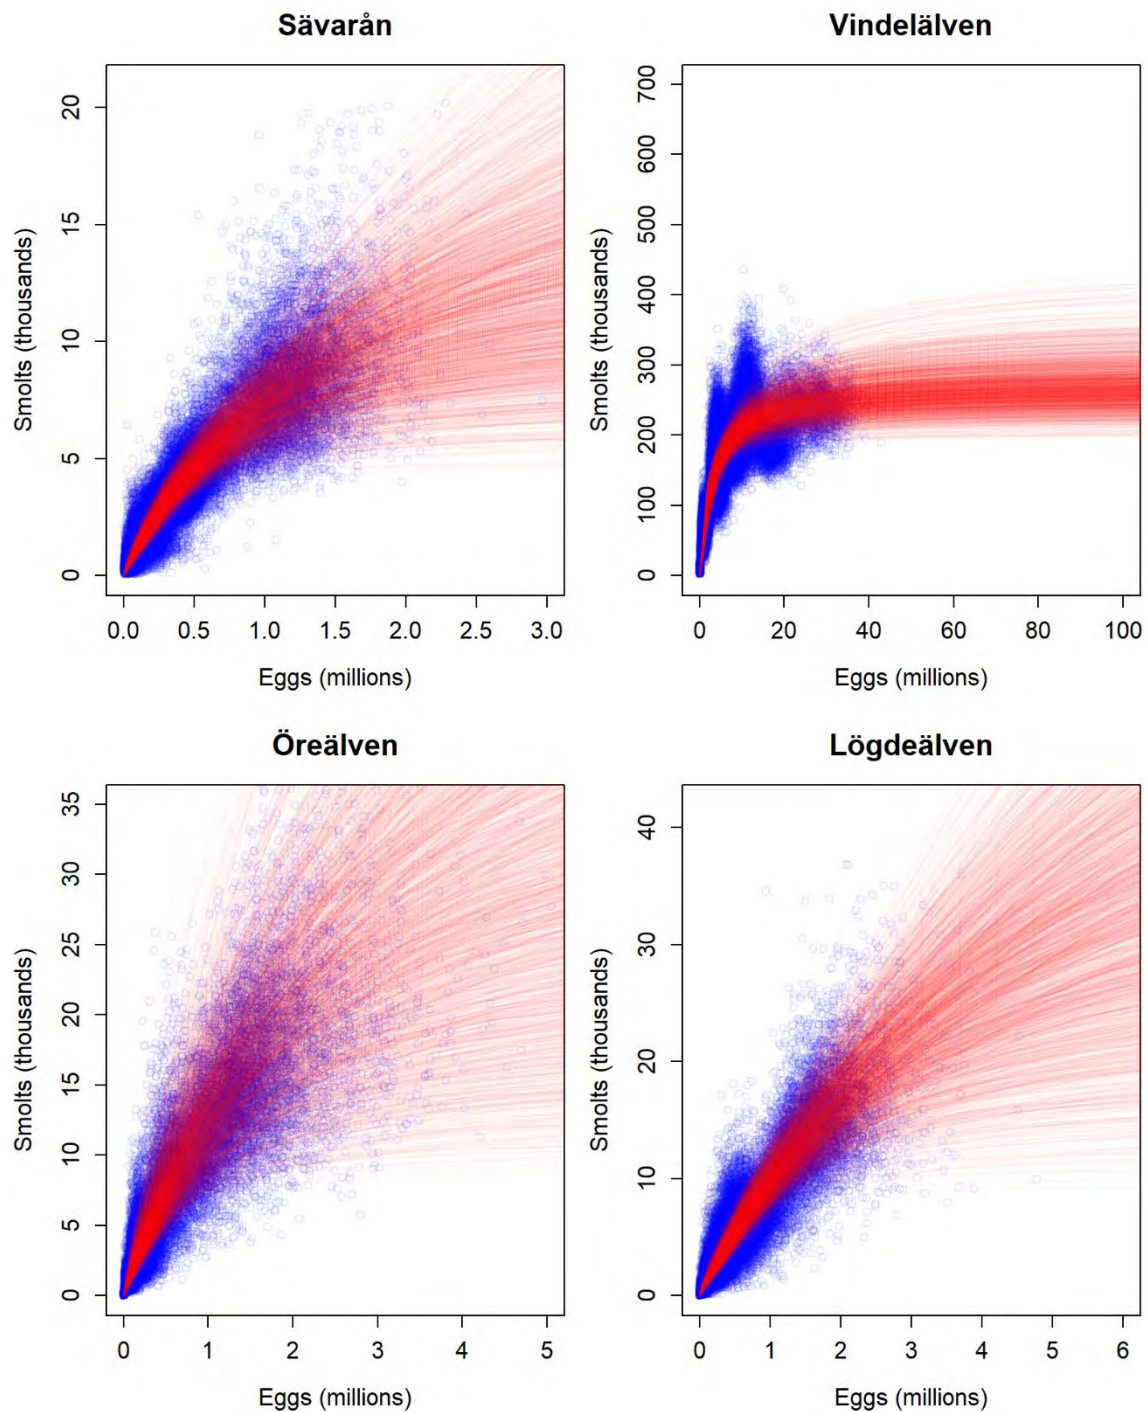 Sävarån
Vindelälven
20
15
10
5
0
Smolts (thousands)
0.0 0.5 1.0 1.5 2.0 2.5 3.0
Eggs (millions)
700
600
500
400
300
200
100
0
Smolts (thousands)
0 20 40 60 80 100
Eggs (millions)
Öreälven
Lögdeälven
35
30
25
20
15
10
5
0
Smolts (thousands)
0 1 2 3 4 5
Eggs (millions)
40
30
20
10
0
Smolts (thousands)
0 1 2 3 4 5 6
Eggs (millions)